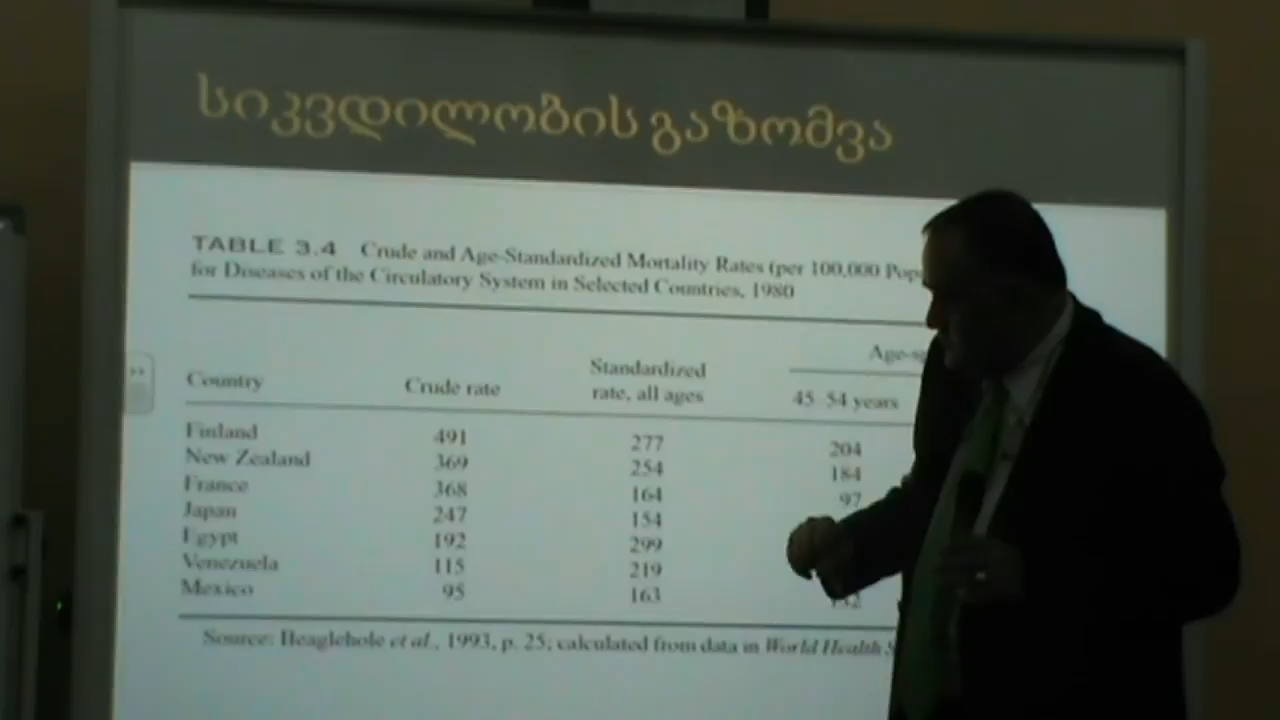 სიკვდილობის გაზომვა
TABLE 3.4 Crude and Age-Standardized Mortality Rates (per 100,000
for Diseases of the Circulatory System in Selected Countries, 1980
Country Crude rate Standardized rate, all ages 45–54 years
Finland 491 277 204
New Zealand 369 254 184
France 368 164 97
Japan 247 154
Egypt 192 299
Venezuela 115 219
Mexico 95 163
Source: Beaglehole et al., 1993, p. 25; calculated from data in World Health